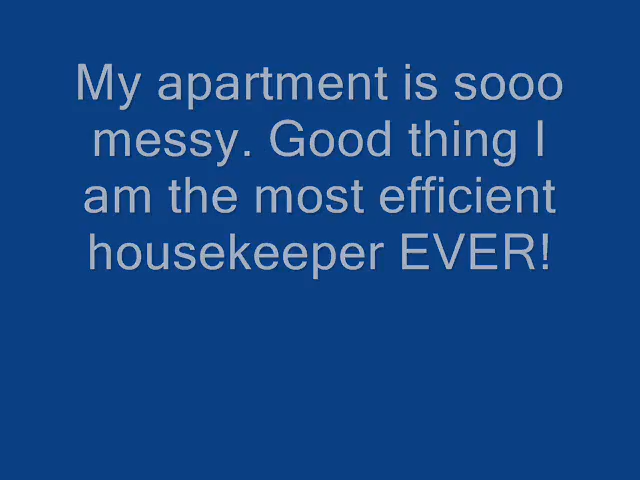 My apartment is sooo
messy. Good thing I
am the most efficient
housekeeper EVER!